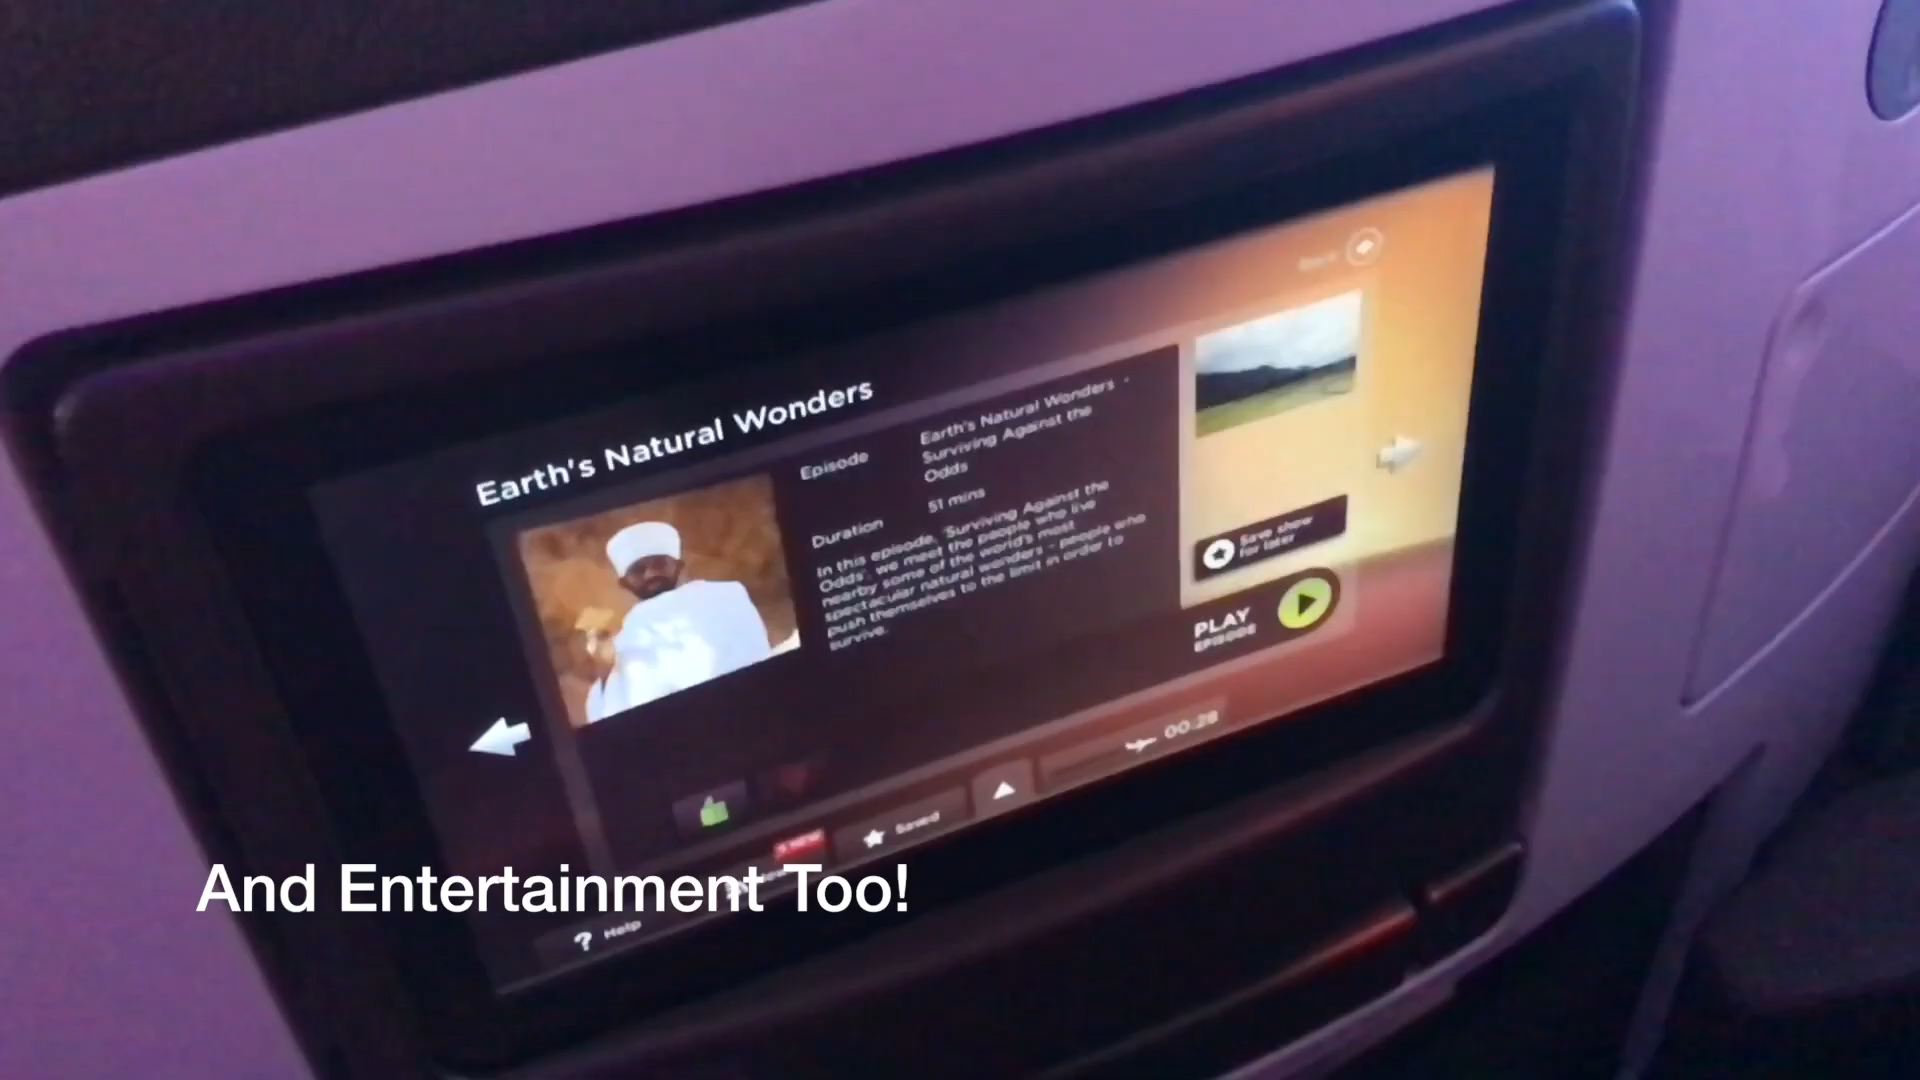 Back
Earth's Natural Wonders
Episode
Earth's Natural Wonders -
Surviving Against the
Odds
Duration
51 mins
In this episode, 'Surviving Against the
Odds', we meet the people who live
nearby some of the world's most
spectacular natural wonders - people who
push themselves to the limit in order to
survive.
Save show
for later
PLAY
EPISODE
00:28
Saved
? Help
And Entertainment Too!